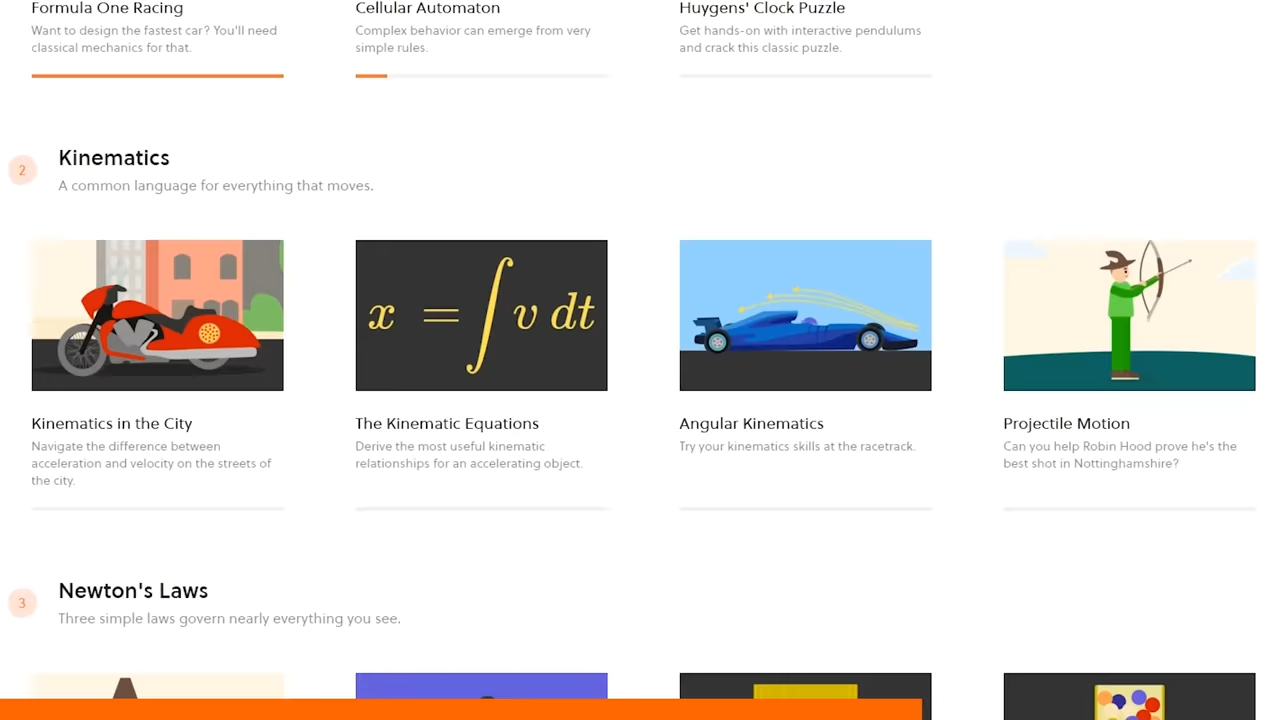 Formula One Racing
Want to design the fastest car? You'll need
classical mechanics for that.
Cellular Automaton
Complex behavior can emerge from very
simple rules.
Huygens' Clock Puzzle
Get hands-on with interactive pendulums
and crack this classic puzzle.
2
Kinematics
A common language for everything that moves.
x = ∫ v dt
Kinematics in the City
Navigate the difference between
acceleration and velocity on the streets of
the city.
The Kinematic Equations
Derive the most useful kinematic
relationships for an accelerating object.
Angular Kinematics
Try your kinematics skills at the racetrack.
Projectile Motion
Can you help Robin Hood prove he's the
best shot in Nottinghamshire?
3
Newton's Laws
Three simple laws govern nearly everything you see.